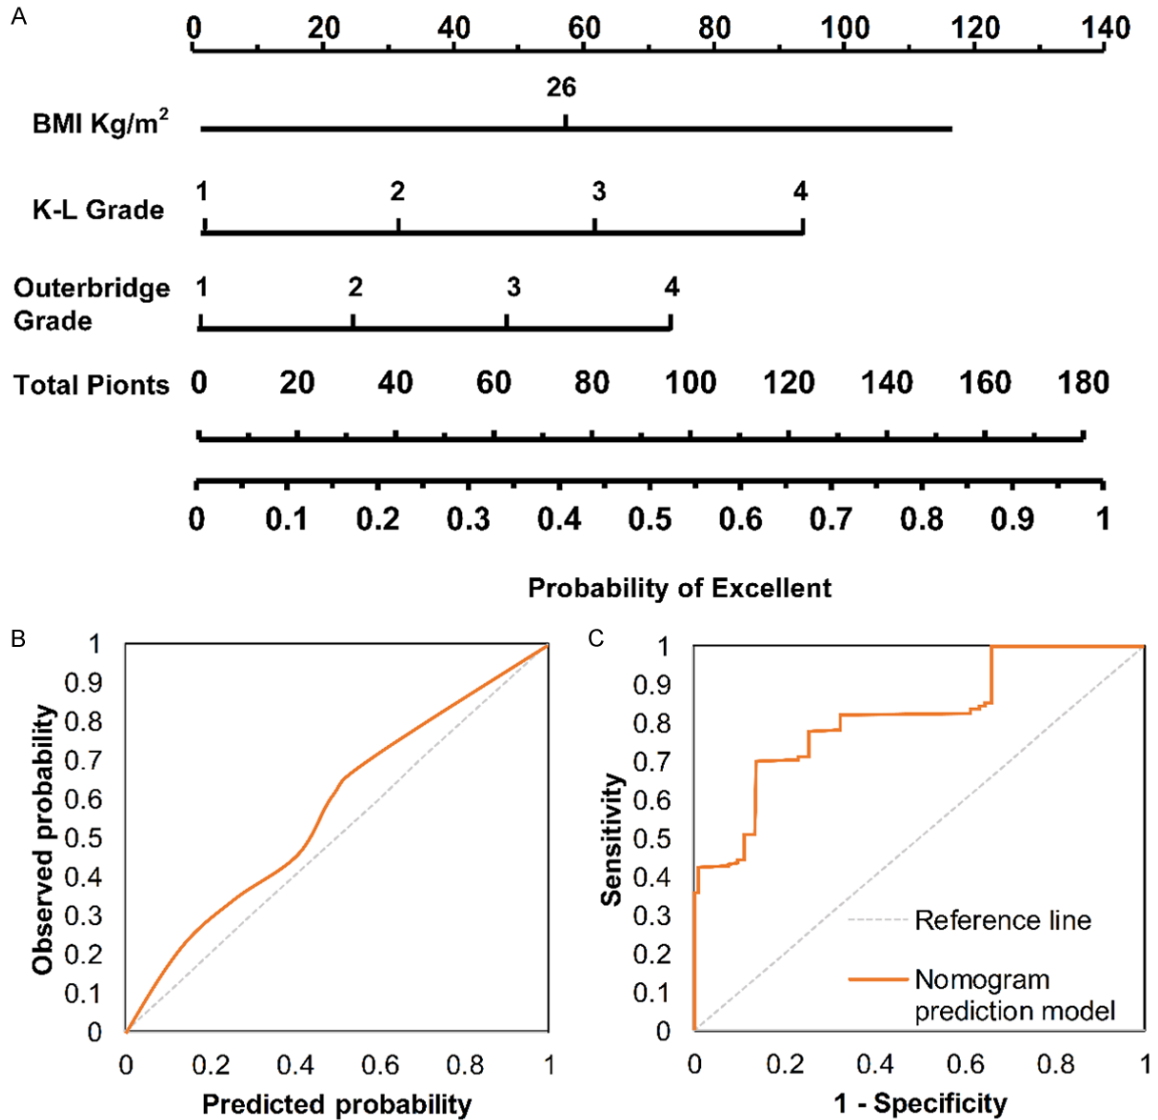 A
0 20 40 60 80 100 120 140
26
BMI Kg/m²
1 2 3 4
K-L Grade
1 2 3 4
Outerbridge
Grade
Total Pionts 0 20 40 60 80 100 120 140 160 180
0 0.1 0.2 0.3 0.4 0.5 0.6 0.7 0.8 0.9 1
Probability of Excellent
B
Observed probability
1
0.9
0.8
0.7
0.6
0.5
0.4
0.3
0.2
0.1
0
0 0.2 0.4 0.6 0.8 1
Predicted probability
C
Sensitivity
1
0.9
0.8
0.7
0.6
0.5
0.4
0.3
0.2
0.1
0
Reference line
Nomogram
prediction model
0 0.2 0.4 0.6 0.8 1
1 - Specificity